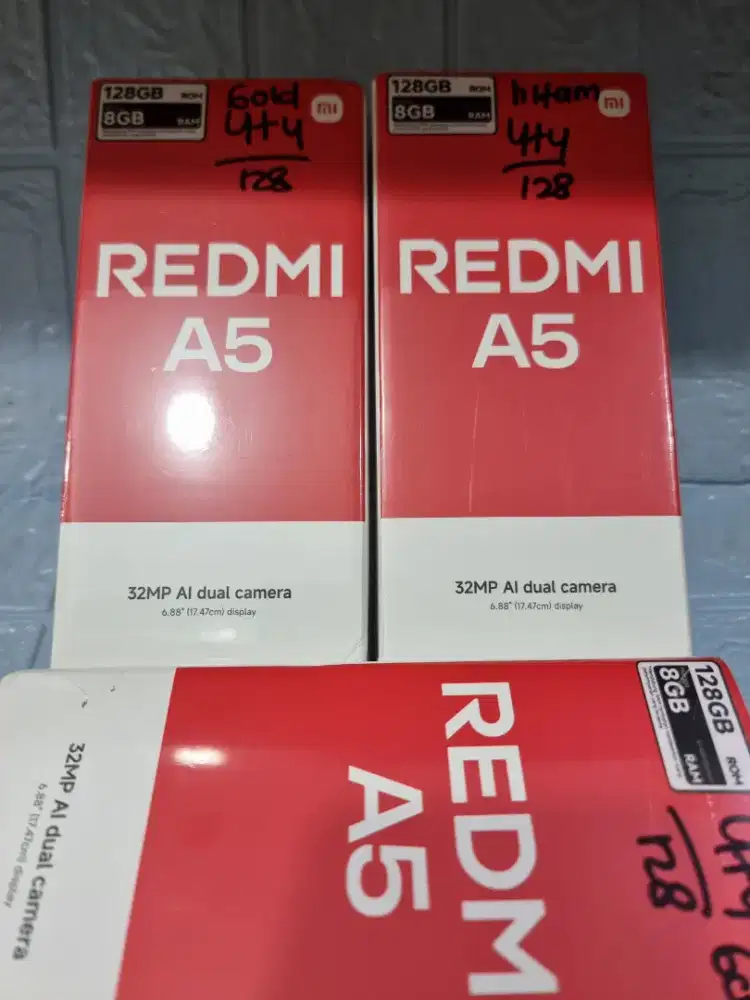 128GB ROM
8GB RAM
Gold
4+4
128
mi
REDMI
A5
32MP AI dual camera
6.88" (17.47cm) display
128GB ROM
8GB RAM
hitam
4+4
128
mi
REDMI
A5
32MP AI dual camera
6.88" (17.47cm) display
128GB ROM
8GB RAM
4+4
128
REDM
A5
32MP AI dual camera
6.88" (17.47cm) display